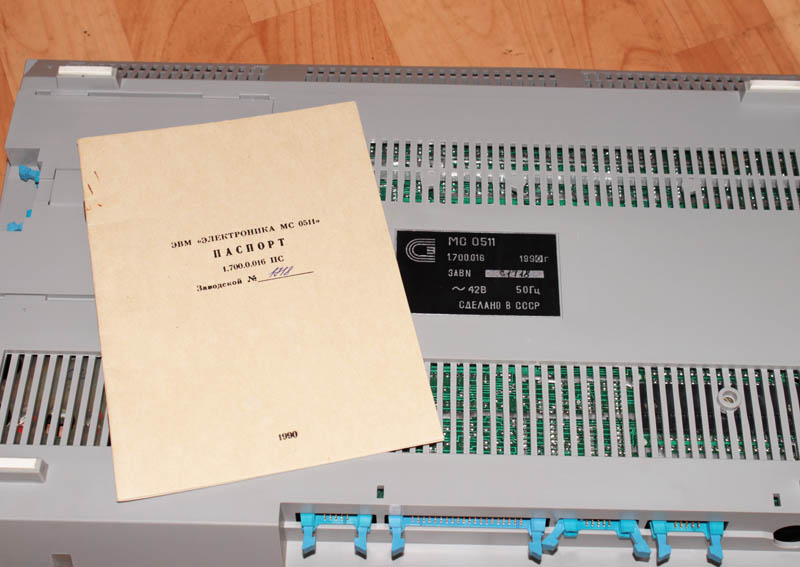 ЭВМ «ЭЛЕКТРОНИКА МС 0511»
ПАСПОРТ
1.700.0.016 ПС
Заводской №
1990
МС 0511
1.700.016 1990г
ЗАВN
~ 42В 50Гц
СДЕЛАНО В СССР